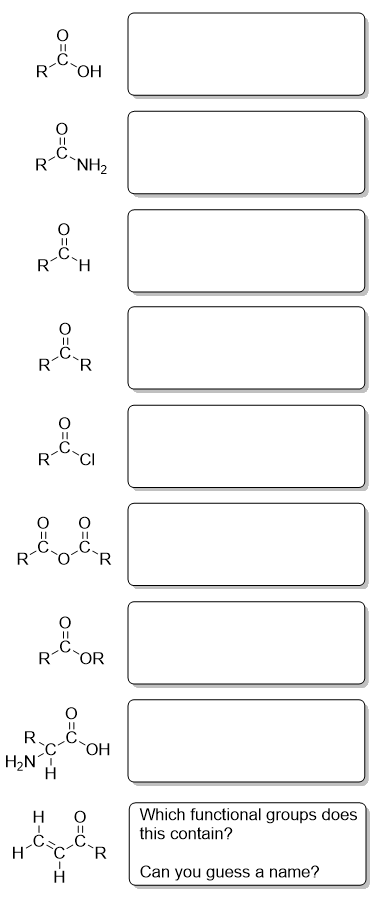 O
R C OH
O
R C NH2
O
R C H
O
R C R
O
R C Cl
O O
R C O C R
O
R C OR
O
R C OH
H2N C
H
H O
H C C C R
H
Which functional groups does
this contain?
Can you guess a name?